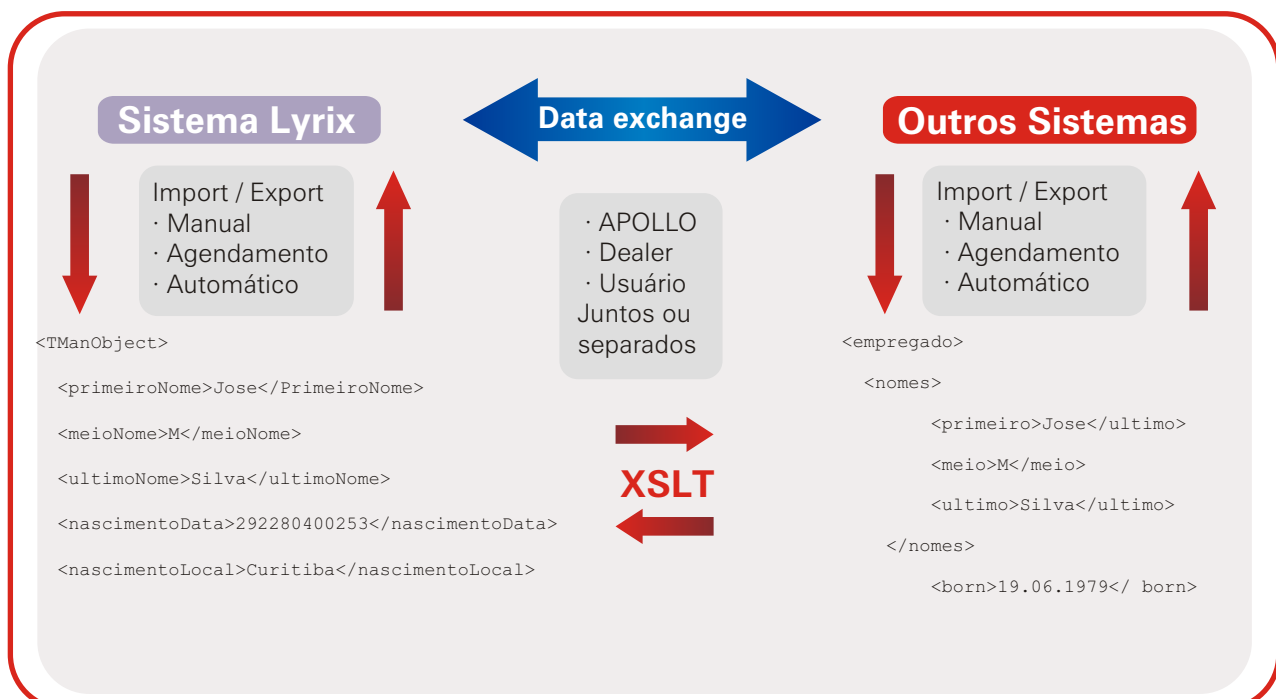 Sistema Lyrix
Data exchange
Outros Sistemas
Import / Export
· Manual
· Agendamento
· Automático
· APOLLO
· Dealer
· Usuário
Juntos ou
separados
Import / Export
· Manual
· Agendamento
· Automático
<TManObject>
<primeiroNome>Jose</PrimeiroNome>
<meioNome>M</meioNome>
<ultimoNome>Silva</ultimoNome>
<nascimentoData>292280400253</nascimentoData>
<nascimentoLocal>Curitiba</nascimentoLocal>
XSLT
<empregado>
<nomes>
<primeiro>Jose</ultimo>
<meio>M</meio>
<ultimo>Silva</ultimo>
</nomes>
<born>19.06.1979</ born>